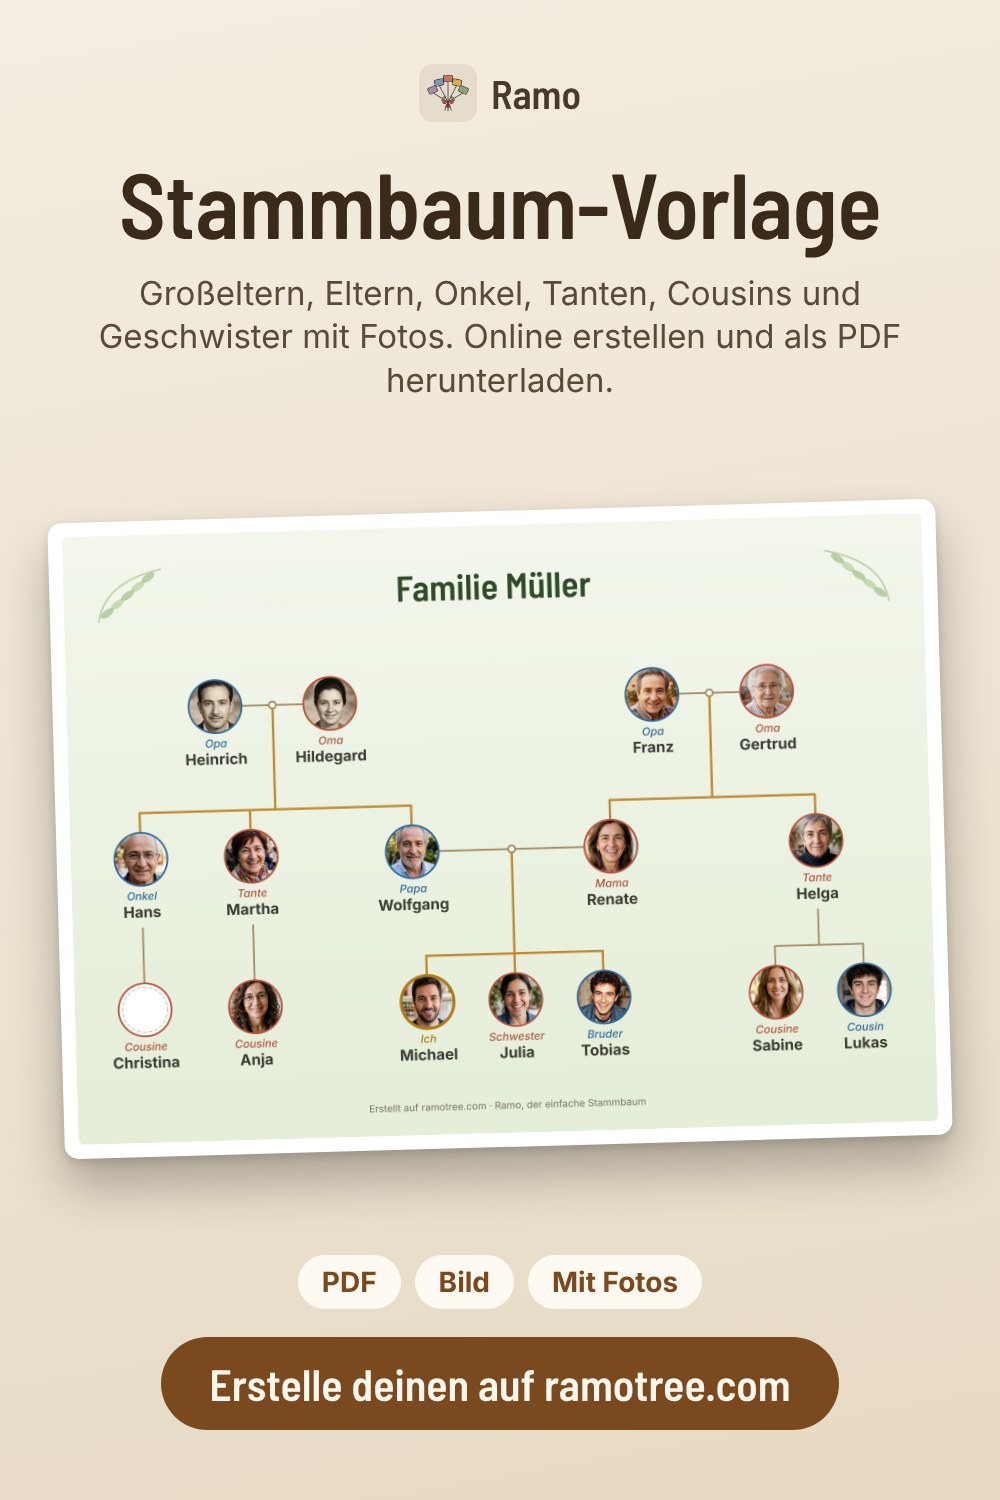 Ramo
Stammbaum-Vorlage
Großeltern, Eltern, Onkel, Tanten, Cousins und
Geschwister mit Fotos. Online erstellen und als PDF
herunterladen.
Familie Müller
Opa
Heinrich
Oma
Hildegard
Opa
Franz
Oma
Gertrud
Onkel
Hans
Tante
Martha
Papa
Wolfgang
Mama
Renate
Tante
Helga
Cousine
Christina
Cousine
Anja
Ich
Michael
Schwester
Julia
Bruder
Tobias
Cousine
Sabine
Cousin
Lukas
Erstellt auf ramotree.com · Ramo, der einfache Stammbaum
PDF
Bild
Mit Fotos
Erstelle deinen auf ramotree.com